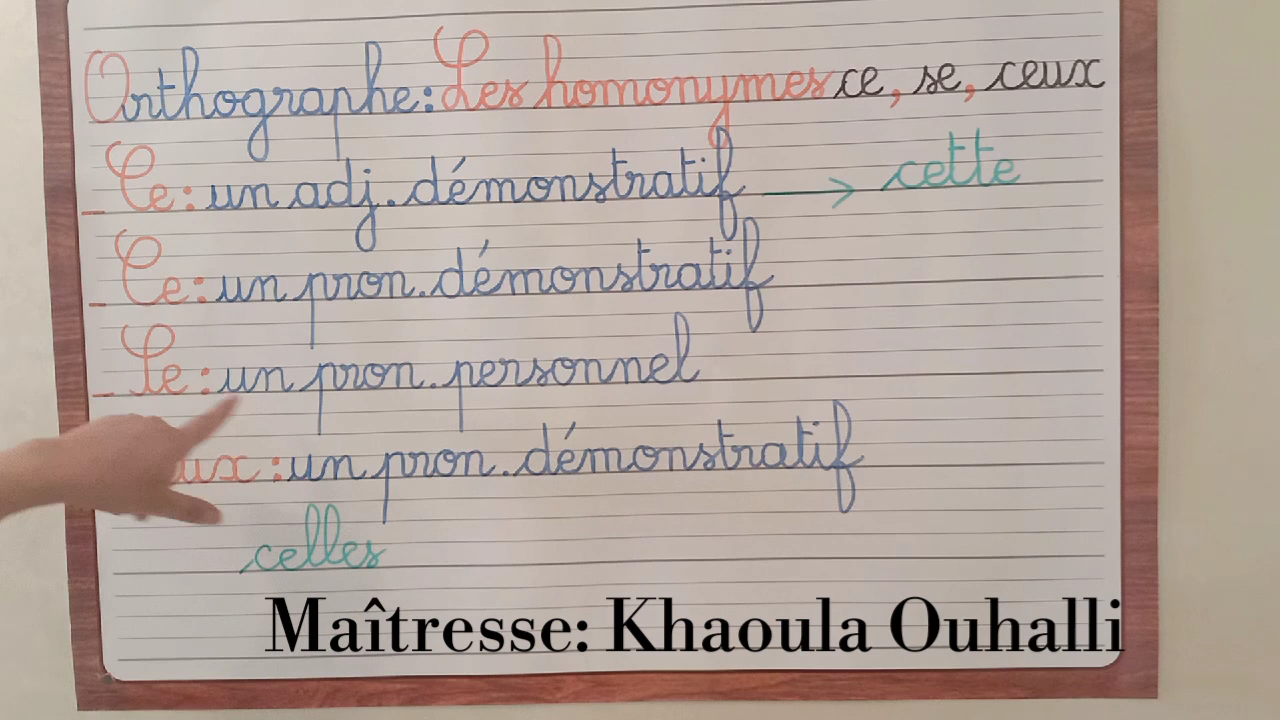 Orthographe: Les homonymes ce, se, ceux
- Ce: un adj. démonstratif → cette
- Ce: un pron. démonstratif
- Se: un pron. personnel
ux: un pron. démonstratif
celles
Maîtresse: Khaoula Ouhalli